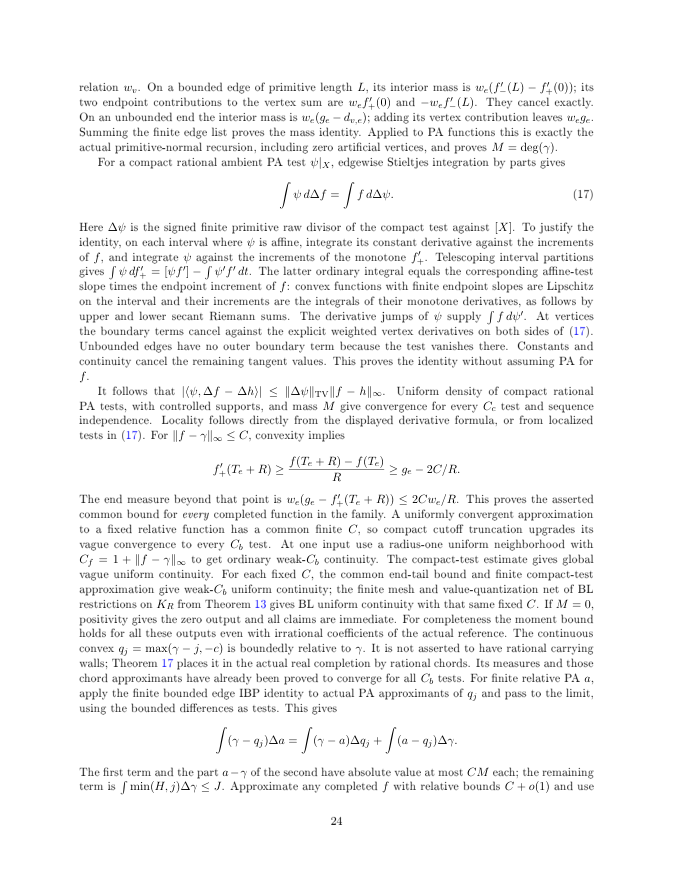 relation $w_v$. On a bounded edge of primitive length $L$, its interior mass is $w_e(f'_-(L) - f'_+(0))$; its
two endpoint contributions to the vertex sum are $w_e f'_+(0)$ and $-w_e f'_-(L)$. They cancel exactly.
On an unbounded end the interior mass is $w_e(g_e - d_{v,e})$; adding its vertex contribution leaves $w_e g_e$.
Summing the finite edge list proves the mass identity. Applied to PA functions this is exactly the
actual primitive-normal recursion, including zero artificial vertices, and proves $M = \deg(\gamma)$.
For a compact rational ambient PA test $\psi|_X$, edgewise Stieltjes integration by parts gives
$\int \psi \, d\Delta f = \int f \, d\Delta\psi.$ (17)
Here $\Delta\psi$ is the signed finite primitive raw divisor of the compact test against $[X]$. To justify the
identity, on each interval where $\psi$ is affine, integrate its constant derivative against the increments
of $f$, and integrate $\psi$ against the increments of the monotone $f'_+$. Telescoping interval partitions
gives $\int \psi \, df'_+ = [\psi f'] - \int \psi' f' \, dt$. The latter ordinary integral equals the corresponding affine-test
slope times the endpoint increment of $f$: convex functions with finite endpoint slopes are Lipschitz
on the interval and their increments are the integrals of their monotone derivatives, as follows by
upper and lower secant Riemann sums. The derivative jumps of $\psi$ supply $\int f \, d\psi'$. At vertices
the boundary terms cancel against the explicit weighted vertex derivatives on both sides of (17).
Unbounded edges have no outer boundary term because the test vanishes there. Constants and
continuity cancel the remaining tangent values. This proves the identity without assuming PA for
$f$.
It follows that $|\langle\psi, \Delta f - \Delta h\rangle| \leq \|\Delta\psi\|_{\mathrm{TV}} \|f - h\|_\infty$. Uniform density of compact rational
PA tests, with controlled supports, and mass $M$ give convergence for every $C_c$ test and sequence
independence. Locality follows directly from the displayed derivative formula, or from localized
tests in (17). For $\|f - \gamma\|_\infty \leq C$, convexity implies
$f'_+(T_e + R) \geq \frac{f(T_e + R) - f(T_e)}{R} \geq g_e - 2C/R.$
The end measure beyond that point is $w_e(g_e - f'_+(T_e + R)) \leq 2Cw_e/R$. This proves the asserted
common bound for *every* completed function in the family. A uniformly convergent approximation
to a fixed relative function has a common finite $C$, so compact cutoff truncation upgrades its
vague convergence to every $C_b$ test. At one input use a radius-one uniform neighborhood with
$C_f = 1 + \|f - \gamma\|_\infty$ to get ordinary weak-$C_b$ continuity. The compact-test estimate gives global
vague uniform continuity. For each fixed $C$, the common end-tail bound and finite compact-test
approximation give weak-$C_b$ uniform continuity; the finite mesh and value-quantization net of BL
restrictions on $K_R$ from Theorem 13 gives BL uniform continuity with that same fixed $C$. If $M = 0$,
positivity gives the zero output and all claims are immediate. For completeness the moment bound
holds for all these outputs even with irrational coefficients of the actual reference. The continuous
convex $q_j = \max(\gamma - j, -c)$ is boundedly relative to $\gamma$. It is not asserted to have rational carrying
walls; Theorem 17 places it in the actual real completion by rational chords. Its measures and those
chord approximants have already been proved to converge for all $C_b$ tests. For finite relative PA $a$,
apply the finite bounded edge IBP identity to actual PA approximants of $q_j$ and pass to the limit,
using the bounded differences as tests. This gives
$\int (\gamma - q_j)\Delta a = \int (\gamma - a)\Delta q_j + \int (a - q_j)\Delta\gamma.$
The first term and the part $a - \gamma$ of the second have absolute value at most $CM$ each; the remaining
term is $\int \min(H, j)\Delta\gamma \leq J$. Approximate any completed $f$ with relative bounds $C + o(1)$ and use
24